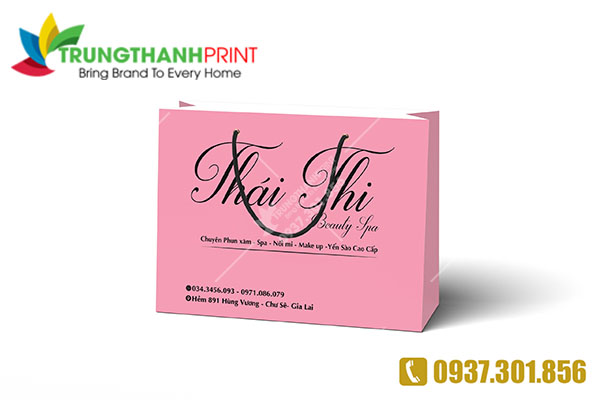 TRUNGTHANHPRINT
Bring Brand To Every Home
Thái Thi
Beauty Spa
Chuyên Phun xăm - Spa - Nối mi - Make up -Yến Sào Cao Cấp
034.3456.093 - 0971.086.079
Hẻm 891 Hùng Vương - Chư Sê- Gia Lai
0937.301.856